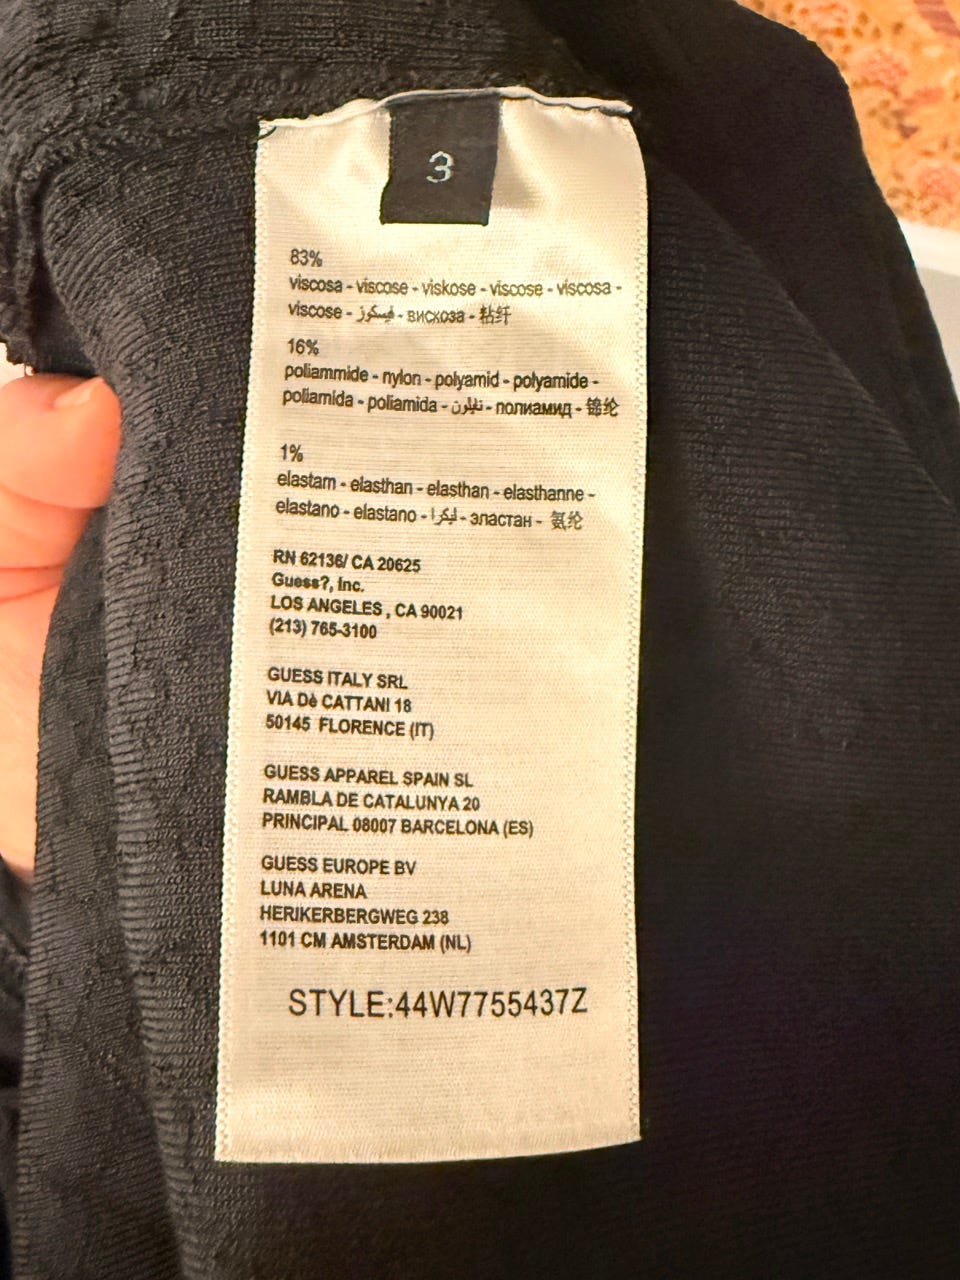 3
83%
viscosa - viscose - viskose - viscose - viscosa -
viscose - فيسكوز - вискоза - 粘纤
16%
poliammide - nylon - polyamid - polyamide -
poliamida - poliamida - نايلون - полиамид - 锦纶
1%
elastam - elasthan - elasthan - elasthanne -
elastano - elastano - ليكرا - эластан - 氨纶
RN 62136/ CA 20625
Guess?, Inc.
LOS ANGELES , CA 90021
(213) 765-3100
GUESS ITALY SRL
VIA Dè CATTANI 18
50145 FLORENCE (IT)
GUESS APPAREL SPAIN SL
RAMBLA DE CATALUNYA 20
PRINCIPAL 08007 BARCELONA (ES)
GUESS EUROPE BV
LUNA ARENA
HERIKERBERGWEG 238
1101 CM AMSTERDAM (NL)
STYLE:44W7755437Z